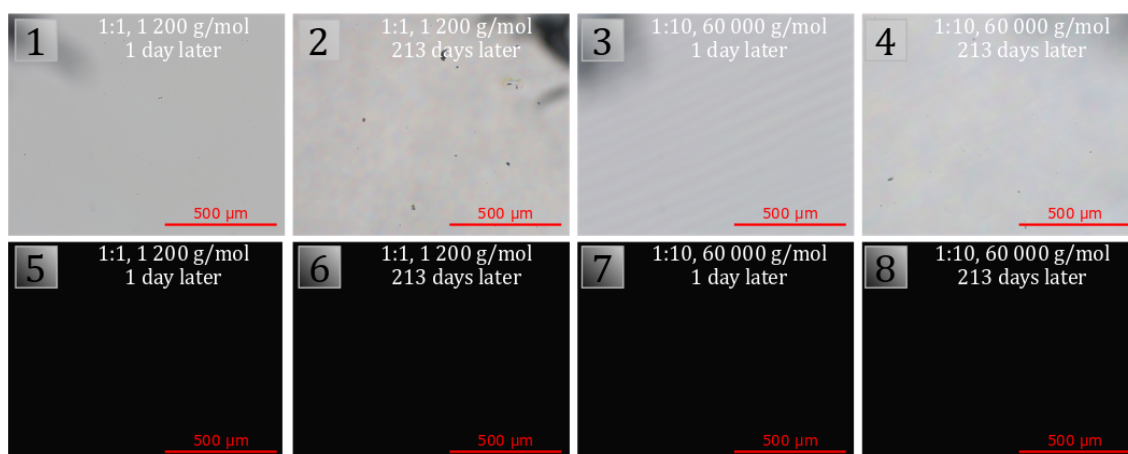 1
1:1, 1 200 g/mol
1 day later
500 µm
2
1:1, 1 200 g/mol
213 days later
500 µm
3
1:10, 60 000 g/mol
1 day later
500 µm
4
1:10, 60 000 g/mol
213 days later
500 µm
5
1:1, 1 200 g/mol
1 day later
500 µm
6
1:1, 1 200 g/mol
213 days later
500 µm
7
1:10, 60 000 g/mol
1 day later
500 µm
8
1:10, 60 000 g/mol
213 days later
500 µm